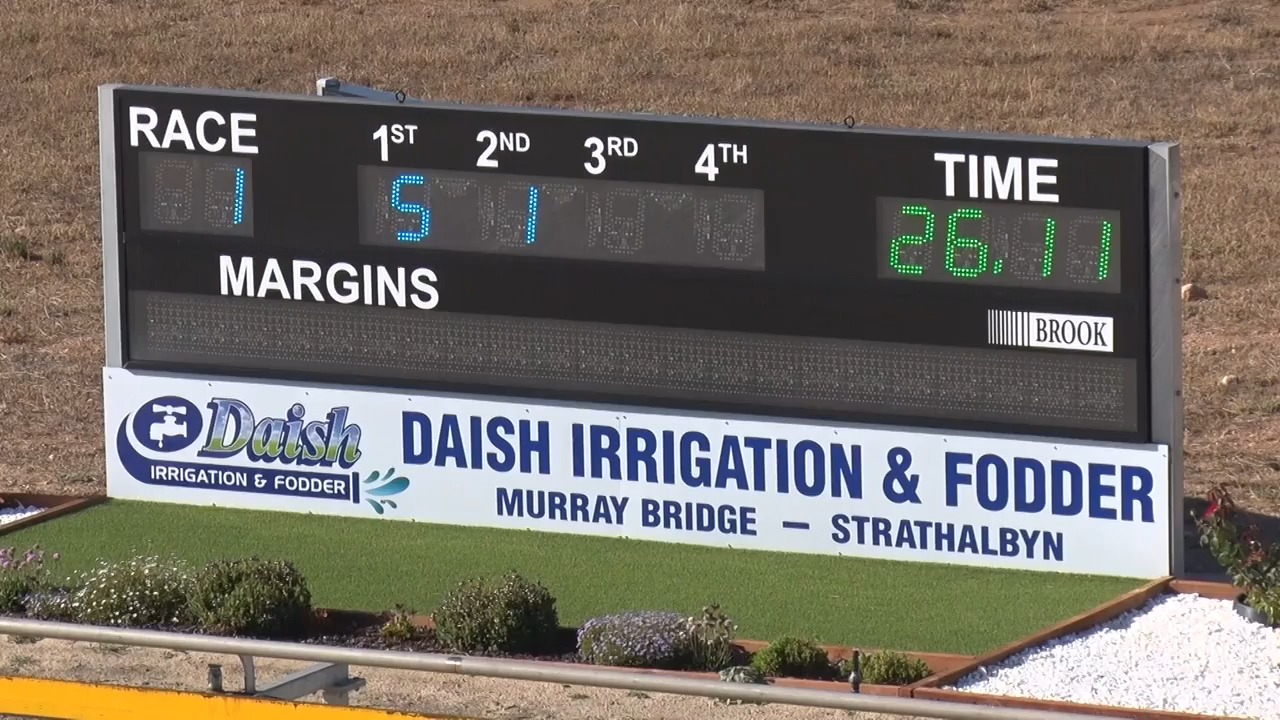 RACE 1ST 2ND 3RD 4TH TIME
1 5 1 26.11
MARGINS
BROOK
Daish
IRRIGATION & FODDER
DAISH IRRIGATION & FODDER
MURRAY BRIDGE – STRATHALBYN